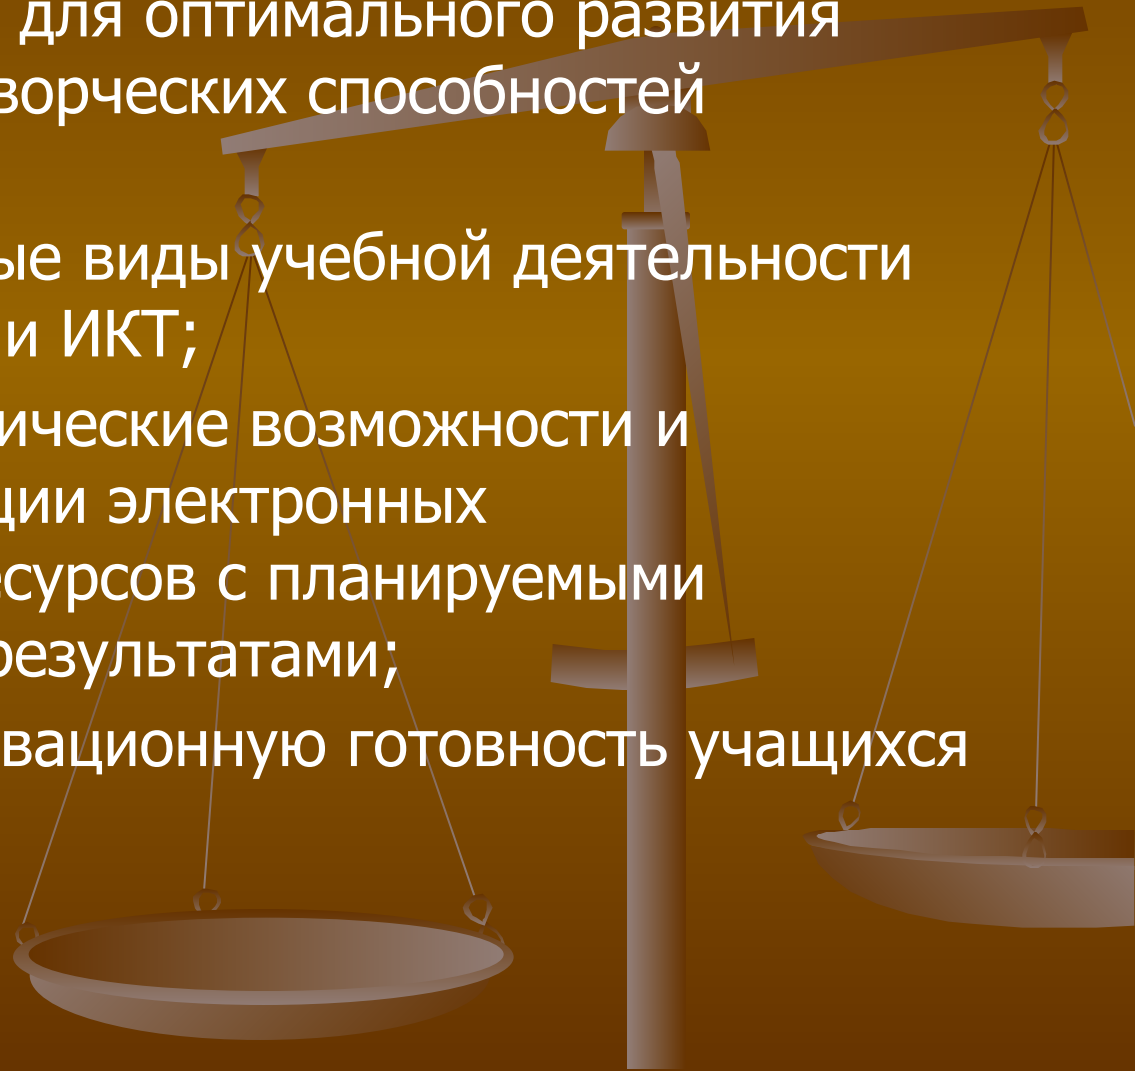 для оптимального развития
ворческих способностей
ые виды учебной деятельности
и ИКТ;
ические возможности и
ции электронных
есурсов с планируемыми
результатами;
вационную готовность учащихся